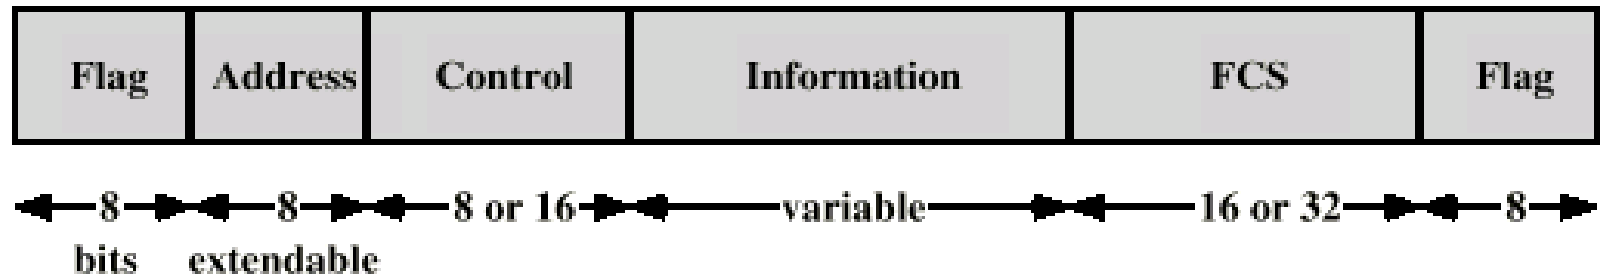 Flag Address Control Information FCS Flag
8 8 8 or 16 variable 16 or 32 8
bits extendable